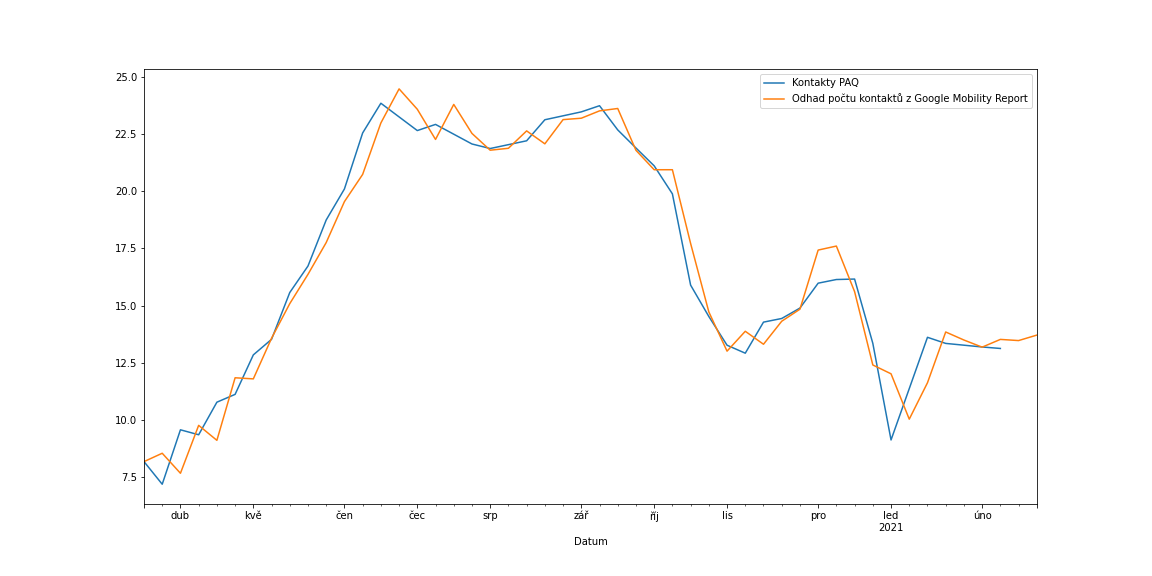 Kontakty PAQ
Odhad počtu kontaktů z Google Mobility Report
25.0
22.5
20.0
17.5
15.0
12.5
10.0
7.5
dub kvě čen čec srp zář říj lis pro led úno
2021
Datum